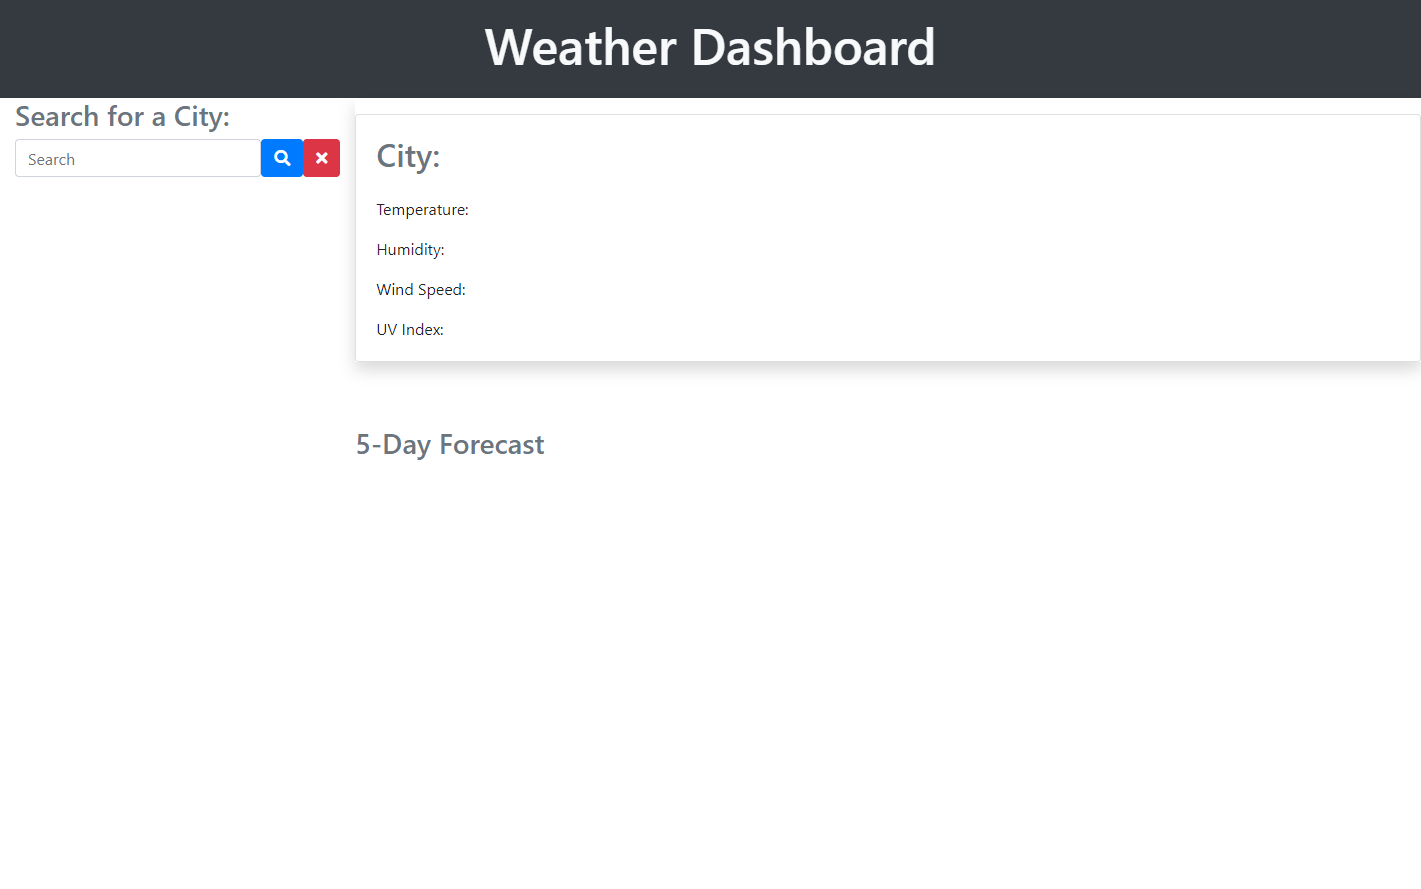 Weather Dashboard
Search for a City:
Search
City:
Temperature:
Humidity:
Wind Speed:
UV Index:
5-Day Forecast